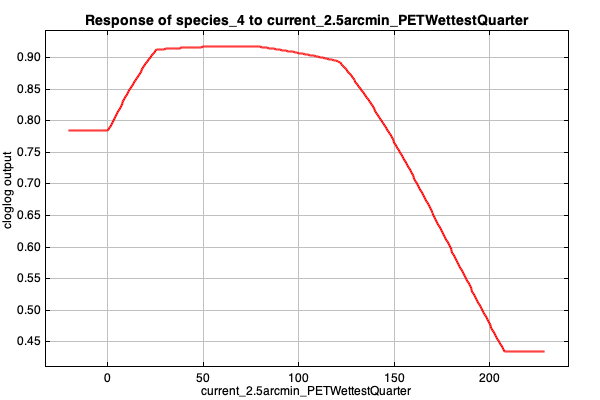 Response of species_4 to current_2.5arcmin_PETWettestQuarter
cloglog output
0.90
0.85
0.80
0.75
0.70
0.65
0.60
0.55
0.50
0.45
0 50 100 150 200
current_2.5arcmin_PETWettestQuarter